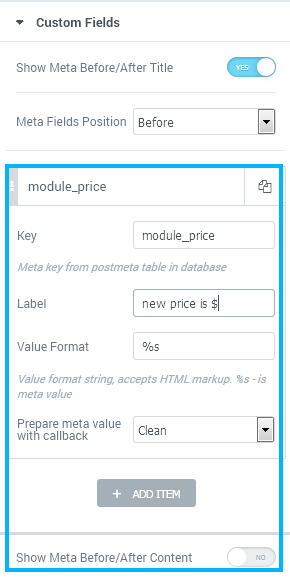 Custom Fields
Show Meta Before/After Title YES
Meta Fields Position Before
module_price
Key module_price
Meta key from postmeta table in database
Label new price is $
Value Format %s
Value format string, accepts HTML markup. %s - is
meta value
Prepare meta value
with callback Clean
+ ADD ITEM
Show Meta Before/After Content NO